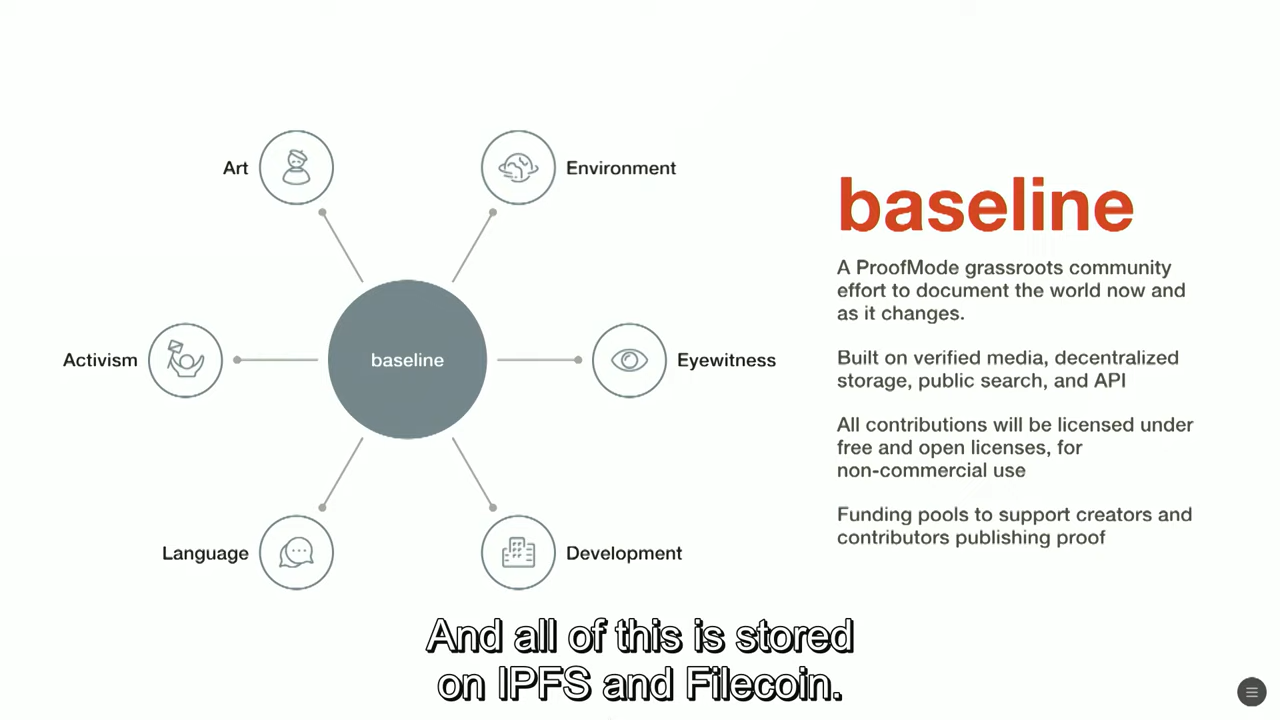 Art
Environment
Activism
baseline
Eyewitness
Language
Development
baseline
A ProofMode grassroots community
effort to document the world now and
as it changes.
Built on verified media, decentralized
storage, public search, and API
All contributions will be licensed under
free and open licenses, for
non-commercial use
Funding pools to support creators and
contributors publishing proof
And all of this is stored
on IPFS and Filecoin.